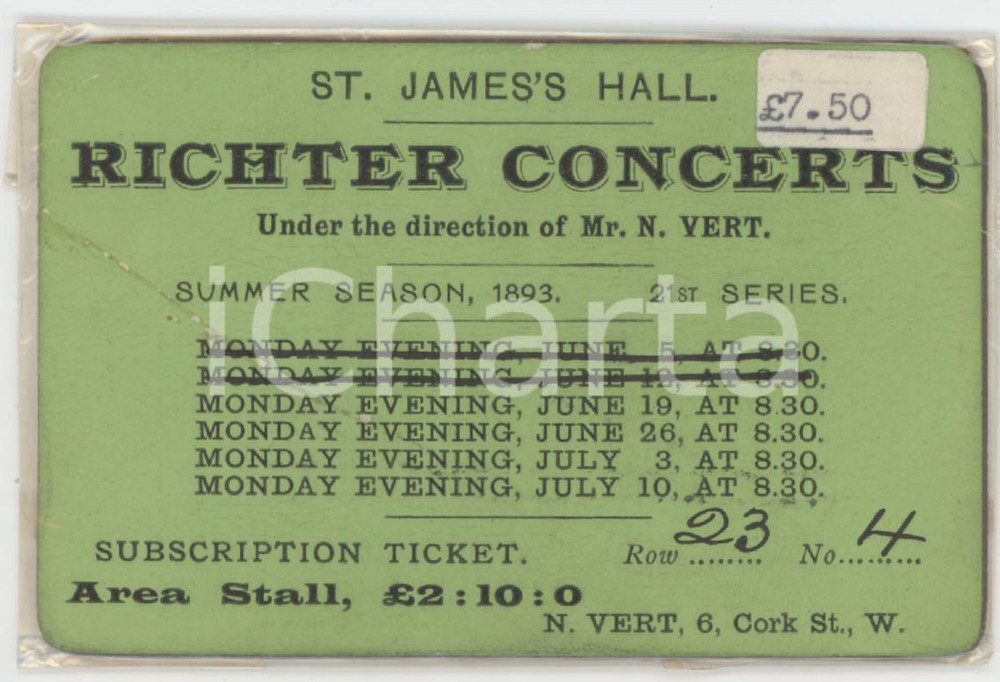 ST. JAMES'S HALL.
£7.50
RICHTER CONCERTS
Under the direction of Mr. N. VERT.
SUMMER SEASON, 1893. 21ST SERIES.
MONDAY EVENING, JUNE 5, AT 8.30.
MONDAY EVENING, JUNE 12, AT 8.30.
MONDAY EVENING, JUNE 19, AT 8.30.
MONDAY EVENING, JUNE 26, AT 8.30.
MONDAY EVENING, JULY 3, AT 8.30.
MONDAY EVENING, JULY 10, AT 8.30.
SUBSCRIPTION TICKET. Row 23 No. 4
Area Stall, £2:10:0
N. VERT, 6, Cork St., W.
iCharta